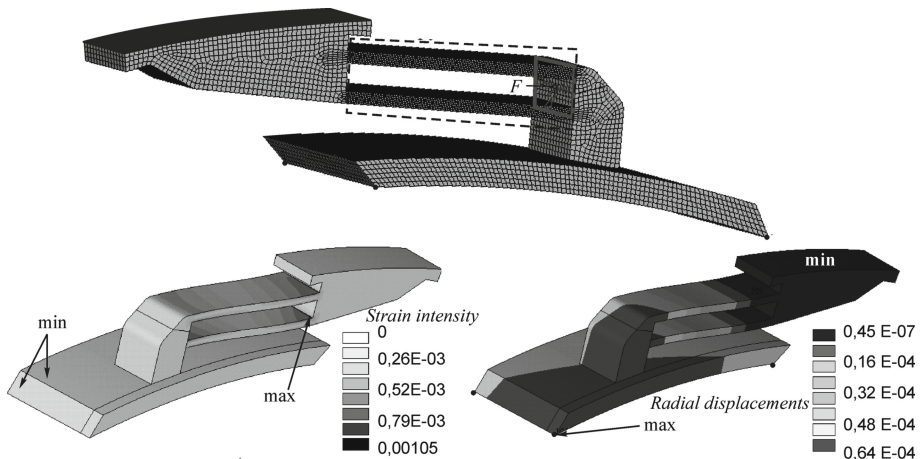 F
min
min
max
Strain intensity
0
0,26E-03
0,52E-03
0,79E-03
0,00105
Radial displacements
max
0,45 E-07
0,16 E-04
0,32 E-04
0,48 E-04
0,64 E-04